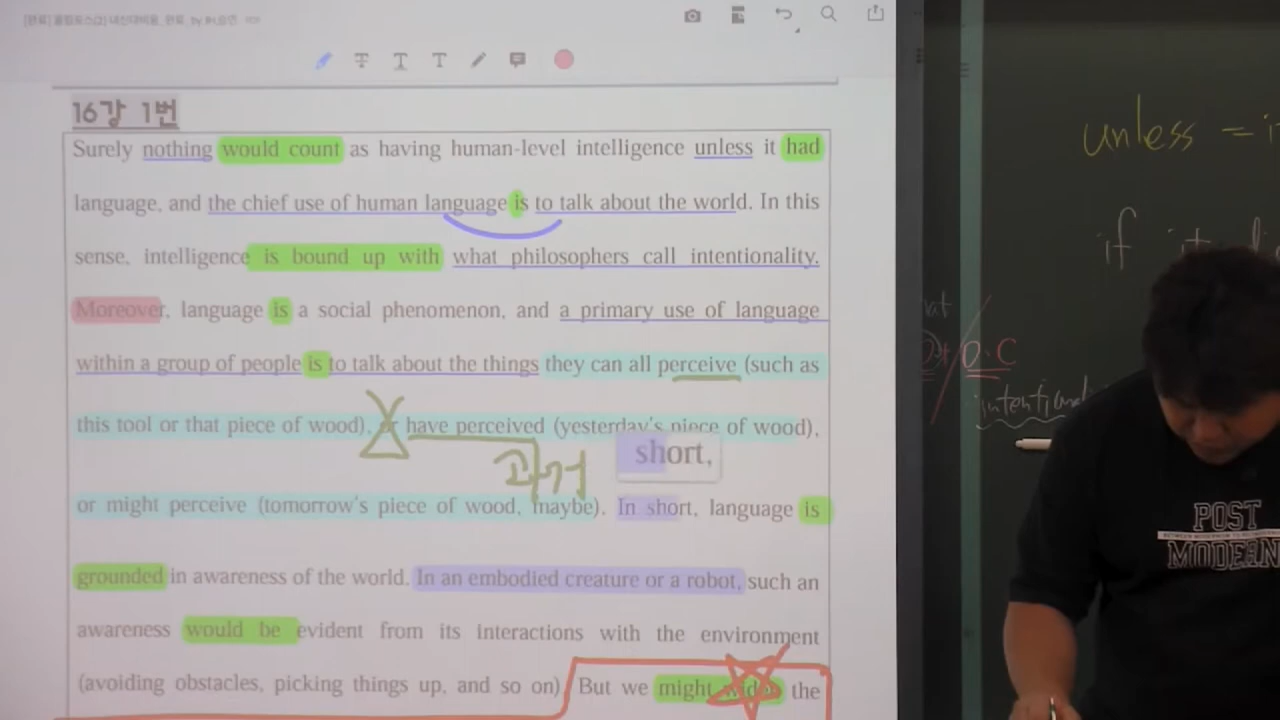 16강 1번
Surely nothing would count as having human-level intelligence unless it had
language, and the chief use of human language is to talk about the world. In this
sense, intelligence is bound up with what philosophers call intentionality.
Moreover, language is a social phenomenon, and a primary use of language
within a group of people is to talk about the things they can all perceive (such as
this tool or that piece of wood), or have perceived (yesterday's piece of wood),
과거
short,
or might perceive (tomorrow's piece of wood, maybe). In short, language is
grounded in awareness of the world. In an embodied creature or a robot, such an
awareness would be evident from its interactions with the environment
(avoiding obstacles, picking things up, and so on). But we might widen the
unless = i
if it
O.C
intentional
POST
MODERN